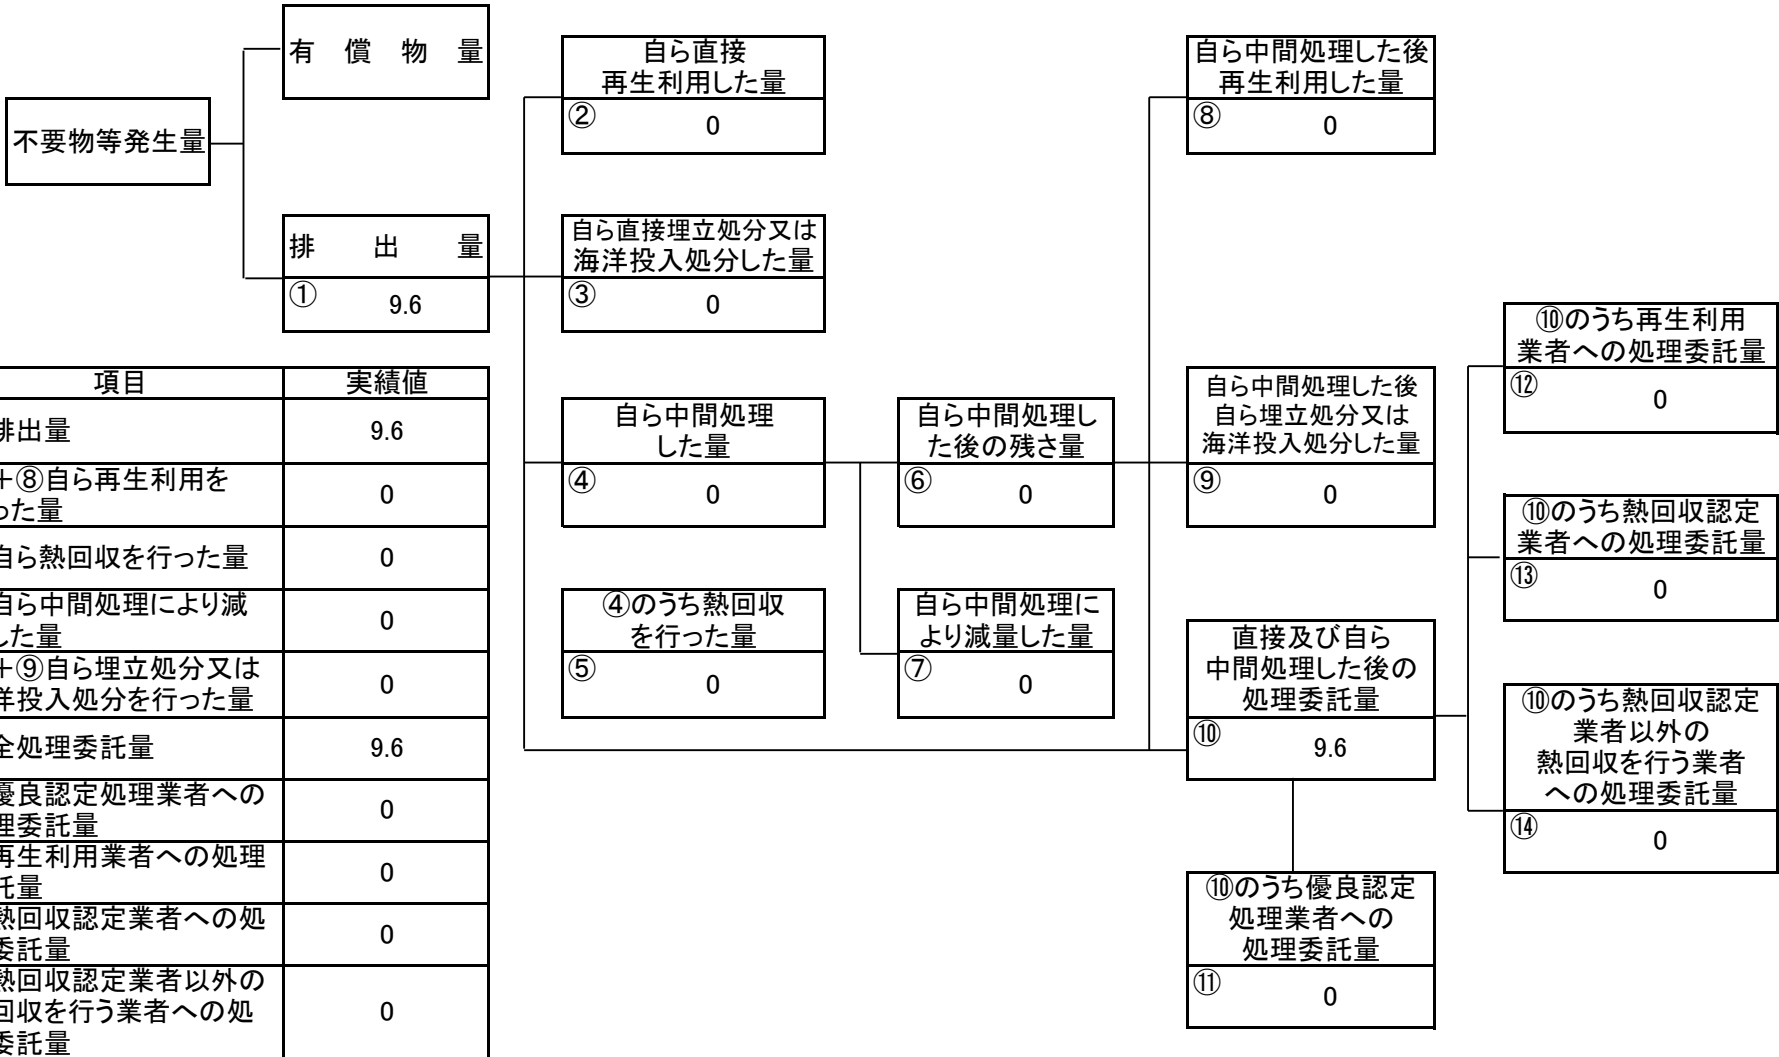 有 償 物 量
不要物等発生量
排 出 量
① 9.6
自ら直接
再生利用した量
② 0
自ら直接埋立処分又は
海洋投入処分した量
③ 0
自ら中間処理
した量
④ 0
④のうち熱回収
を行った量
⑤ 0
自ら中間処理し
た後の残さ量
⑥ 0
自ら中間処理に
より減量した量
⑦ 0
自ら中間処理した後
再生利用した量
⑧ 0
自ら中間処理した後
自ら埋立処分又は
海洋投入処分した量
⑨ 0
直接及び自ら
中間処理した後の
処理委託量
⑩ 9.6
⑩のうち優良認定
処理業者への
処理委託量
⑪ 0
⑩のうち再生利用
業者への処理委託量
⑫ 0
⑩のうち熱回収認定
業者への処理委託量
⑬ 0
⑩のうち熱回収認定
業者以外の
熱回収を行う業者
への処理委託量
⑭ 0
項目 実績値
排出量 9.6
+⑧自ら再生利用を
った量 0
自ら熱回収を行った量 0
自ら中間処理により減
した量 0
+⑨自ら埋立処分又は
洋投入処分を行った量 0
全処理委託量 9.6
優良認定処理業者への
理委託量 0
再生利用業者への処理
託量 0
熱回収認定業者への処
委託量 0
熱回収認定業者以外の
回収を行う業者への処
委託量 0